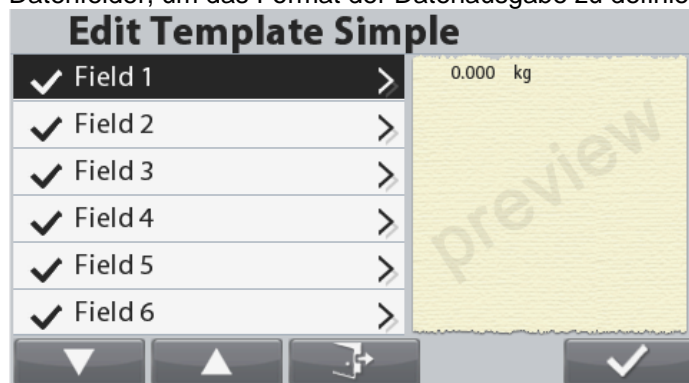 Datenfelder, um das Format der Datenausgabe zu definie
Edit Template Simple
Field 1
0.000 kg
Field 2
Field 3
Field 4
Field 5
Field 6
preview